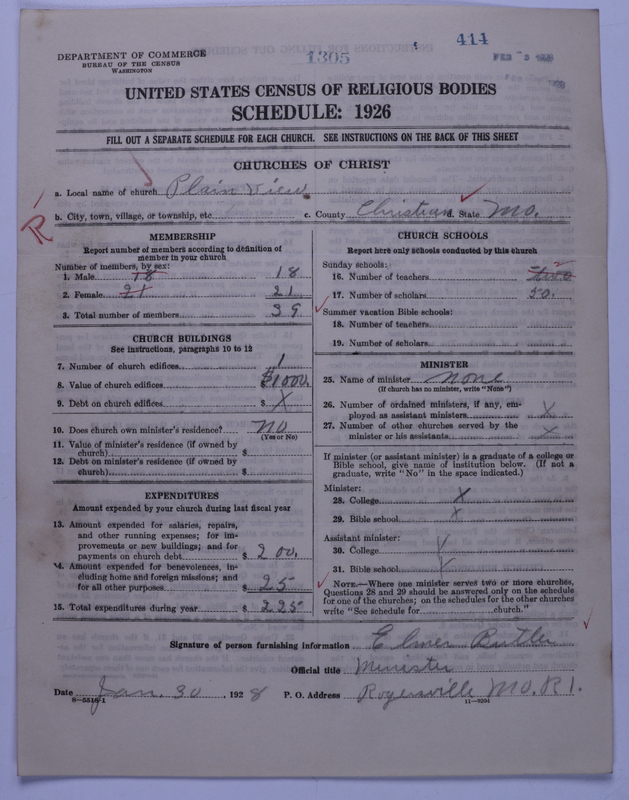 414
DEPARTMENT OF COMMERCE
BUREAU OF THE CENSUS
WASHINGTON
1305
FEB 3
UNITED STATES CENSUS OF RELIGIOUS BODIES
SCHEDULE: 1926
FILL OUT A SEPARATE SCHEDULE FOR EACH CHURCH. SEE INSTRUCTIONS ON THE BACK OF THIS SHEET
CHURCHES OF CHRIST
R
a. Local name of church Plain View
b. City, town, village, or township, etc. c. County Christian d. State Mo.
MEMBERSHIP
Report number of members according to definition of
member in your church
Number of members, by sex:
1. Male 18 18
2. Female 21 21
3. Total number of members 39
CHURCH BUILDINGS
See instructions, paragraphs 10 to 12
7. Number of church edifices 1
8. Value of church edifices $1000.
9. Debt on church edifices $ X
10. Does church own minister's residence? no
(Yes or No)
11. Value of minister's residence (if owned by
church) $
12. Debt on minister's residence (if owned by
church) $
EXPENDITURES
Amount expended by your church during last fiscal year
13. Amount expended for salaries, repairs,
and other running expenses; for im-
provements or new buildings; and for
payments on church debt $ 200.
14. Amount expended for benevolences, in-
cluding home and foreign missions; and
for all other purposes $ 25
15. Total expenditures during year $ 225
CHURCH SCHOOLS
Report here only schools conducted by this church
Sunday schools:
16. Number of teachers two 2
17. Number of scholars 50.
Summer vacation Bible schools:
18. Number of teachers
19. Number of scholars
MINISTER
25. Name of minister none
(If church has no minister, write "None")
26. Number of ordained ministers, if any, em-
ployed as assistant ministers X
27. Number of other churches served by the
minister or his assistants X
If minister (or assistant minister) is a graduate of a college or
Bible school, give name of institution below. (If not a
graduate, write "No" in the space indicated.)
Minister:
28. College X
29. Bible school X
Assistant minister:
30. College X
31. Bible school X
NOTE.—Where one minister serves two or more churches,
Questions 28 and 29 should be answered only on the schedule
for one of the churches; on the schedules for the other churches
write "See schedule for church."
Signature of person furnishing information Elmer Butler
Official title Minister
Date Jan. 30, 1928 P. O. Address Rogersville Mo. R 1.
8-5518-1 11-9294